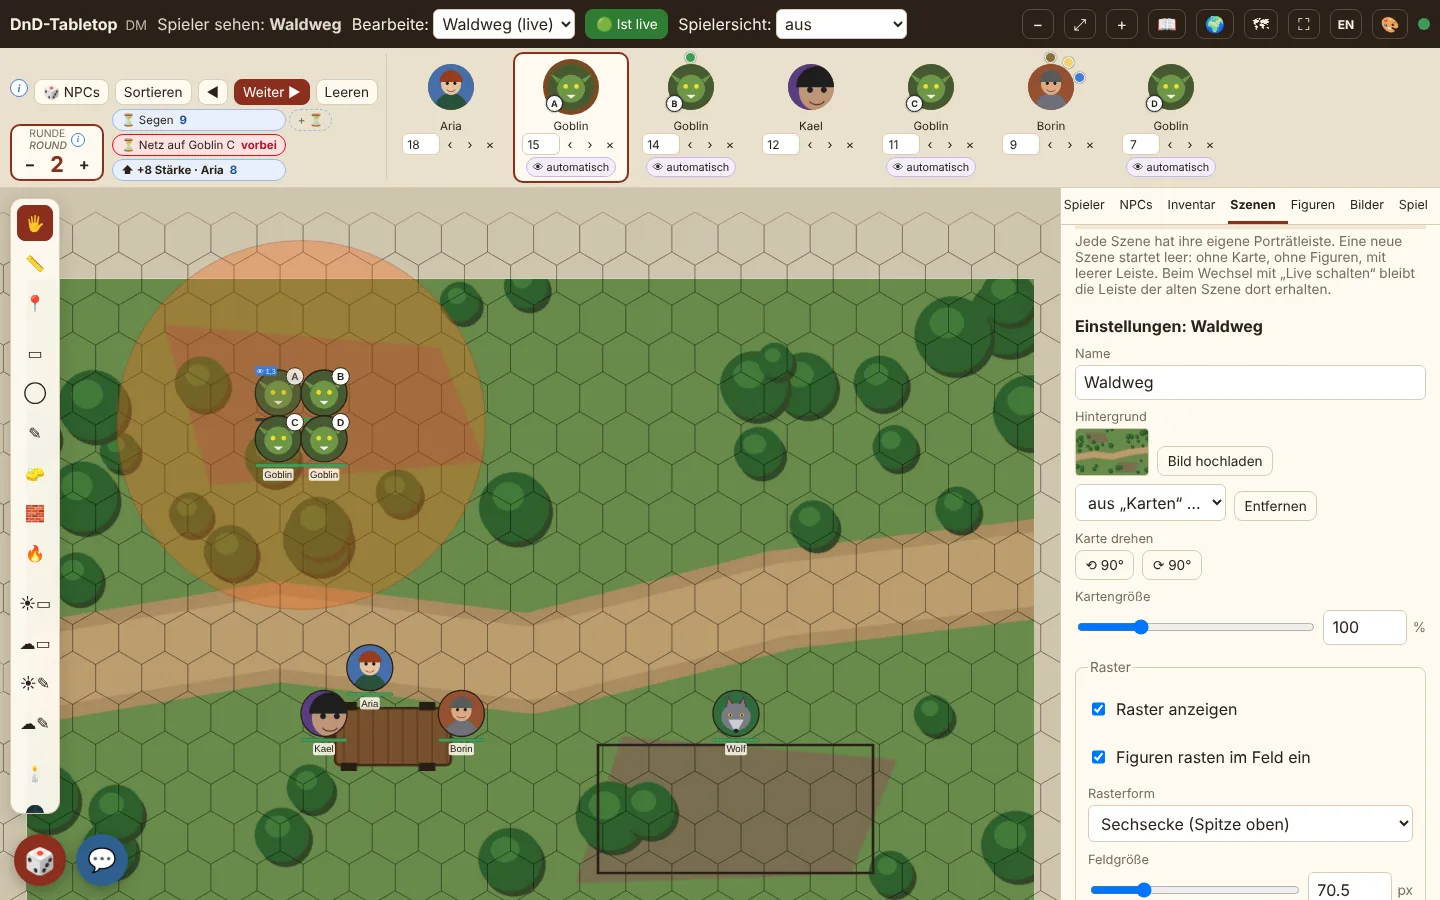 DnD-Tabletop DM Spieler sehen: Waldweg Bearbeite: Waldweg (live) Ist live Spielersicht: aus − + EN
NPCs Sortieren Weiter Leeren
RUNDE
ROUND
− 2 +
Segen 9 +
Netz auf Goblin C vorbei
+8 Stärke · Aria 8
Aria
18
A
Goblin
15
automatisch
B
Goblin
14
automatisch
Kael
12
C
Goblin
11
automatisch
Borin
9
D
Goblin
7
automatisch
1,3
A B
C D
Goblin Goblin
Aria
Kael Borin Wolf
Spieler NPCs Inventar Szenen Figuren Bilder Spiel
Jede Szene hat ihre eigene Porträtleiste. Eine neue
Szene startet leer: ohne Karte, ohne Figuren, mit
leerer Leiste. Beim Wechsel mit „Live schalten“ bleibt
die Leiste der alten Szene dort erhalten.
Einstellungen: Waldweg
Name
Waldweg
Hintergrund
Bild hochladen
aus „Karten“ ... Entfernen
Karte drehen
⟲ 90° ⟳ 90°
Kartengröße
100 %
Raster
Raster anzeigen
Figuren rasten im Feld ein
Rasterform
Sechsecke (Spitze oben)
Feldgröße
70.5 px